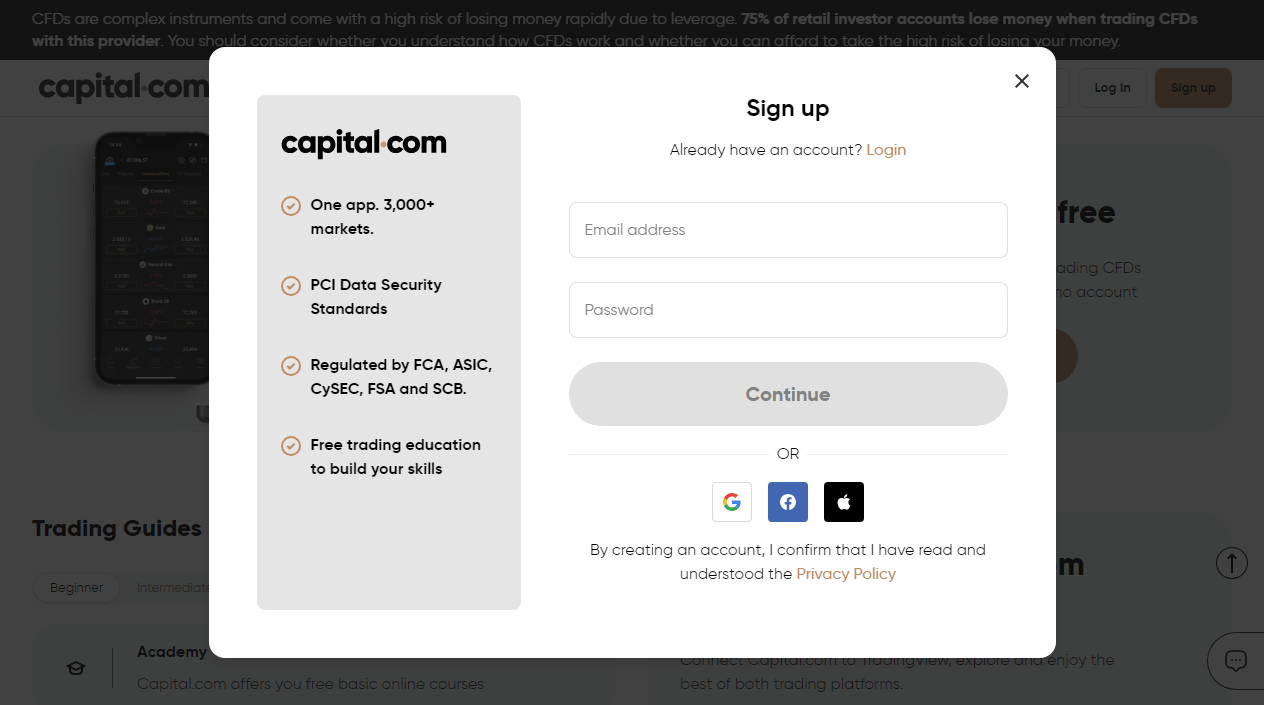 CFDs are complex instruments and come with a high risk of losing money rapidly due to leverage. 75% of retail investor accounts lose money when trading CFDs
with this provider. You should consider whether you understand how CFDs work and whether you can afford to take the high risk of losing your money.
capital.com
Log In
Sign up
Sign up
Already have an account? Login
capital.com
One app. 3,000+
markets.
PCI Data Security
Standards
Regulated by FCA, ASIC,
CySEC, FSA and SCB.
Free trading education
to build your skills
Email address
Password
Continue
OR
By creating an account, I confirm that I have read and
understood the Privacy Policy
free
ading CFDs
no account
Trading Guides
Beginner
Intermediate
Academy
Capital.com offers you free basic online courses
m
Connect Capital.com to TradingView, explore and enjoy the
best of both trading platforms.